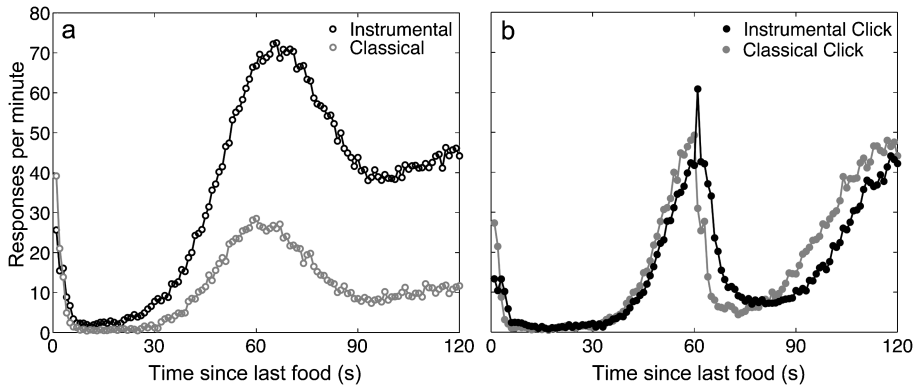 a
Instrumental
Classical
b
Instrumental Click
Classical Click
Responses per minute
80
70
60
50
40
30
20
10
0
0 30 60 90 120
0 30 60 90 120
Time since last food (s)
Time since last food (s)